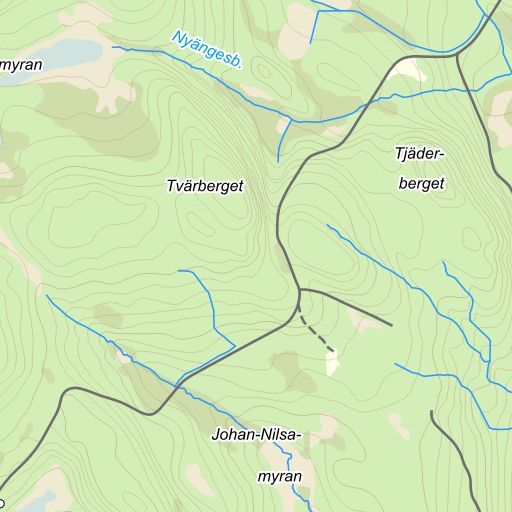 Nyängesb.
myran
Tjäder-
berget
Tvärberget
Johan-Nilsa-
myran